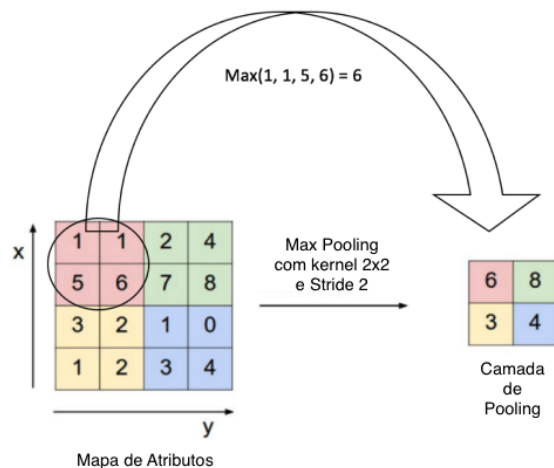 Max(1, 1, 5, 6) = 6
x
1 1 2 4
5 6 7 8
3 2 1 0
1 2 3 4
y
Mapa de Atributos
Max Pooling
com kernel 2x2
e Stride 2
6 8
3 4
Camada
de
Pooling